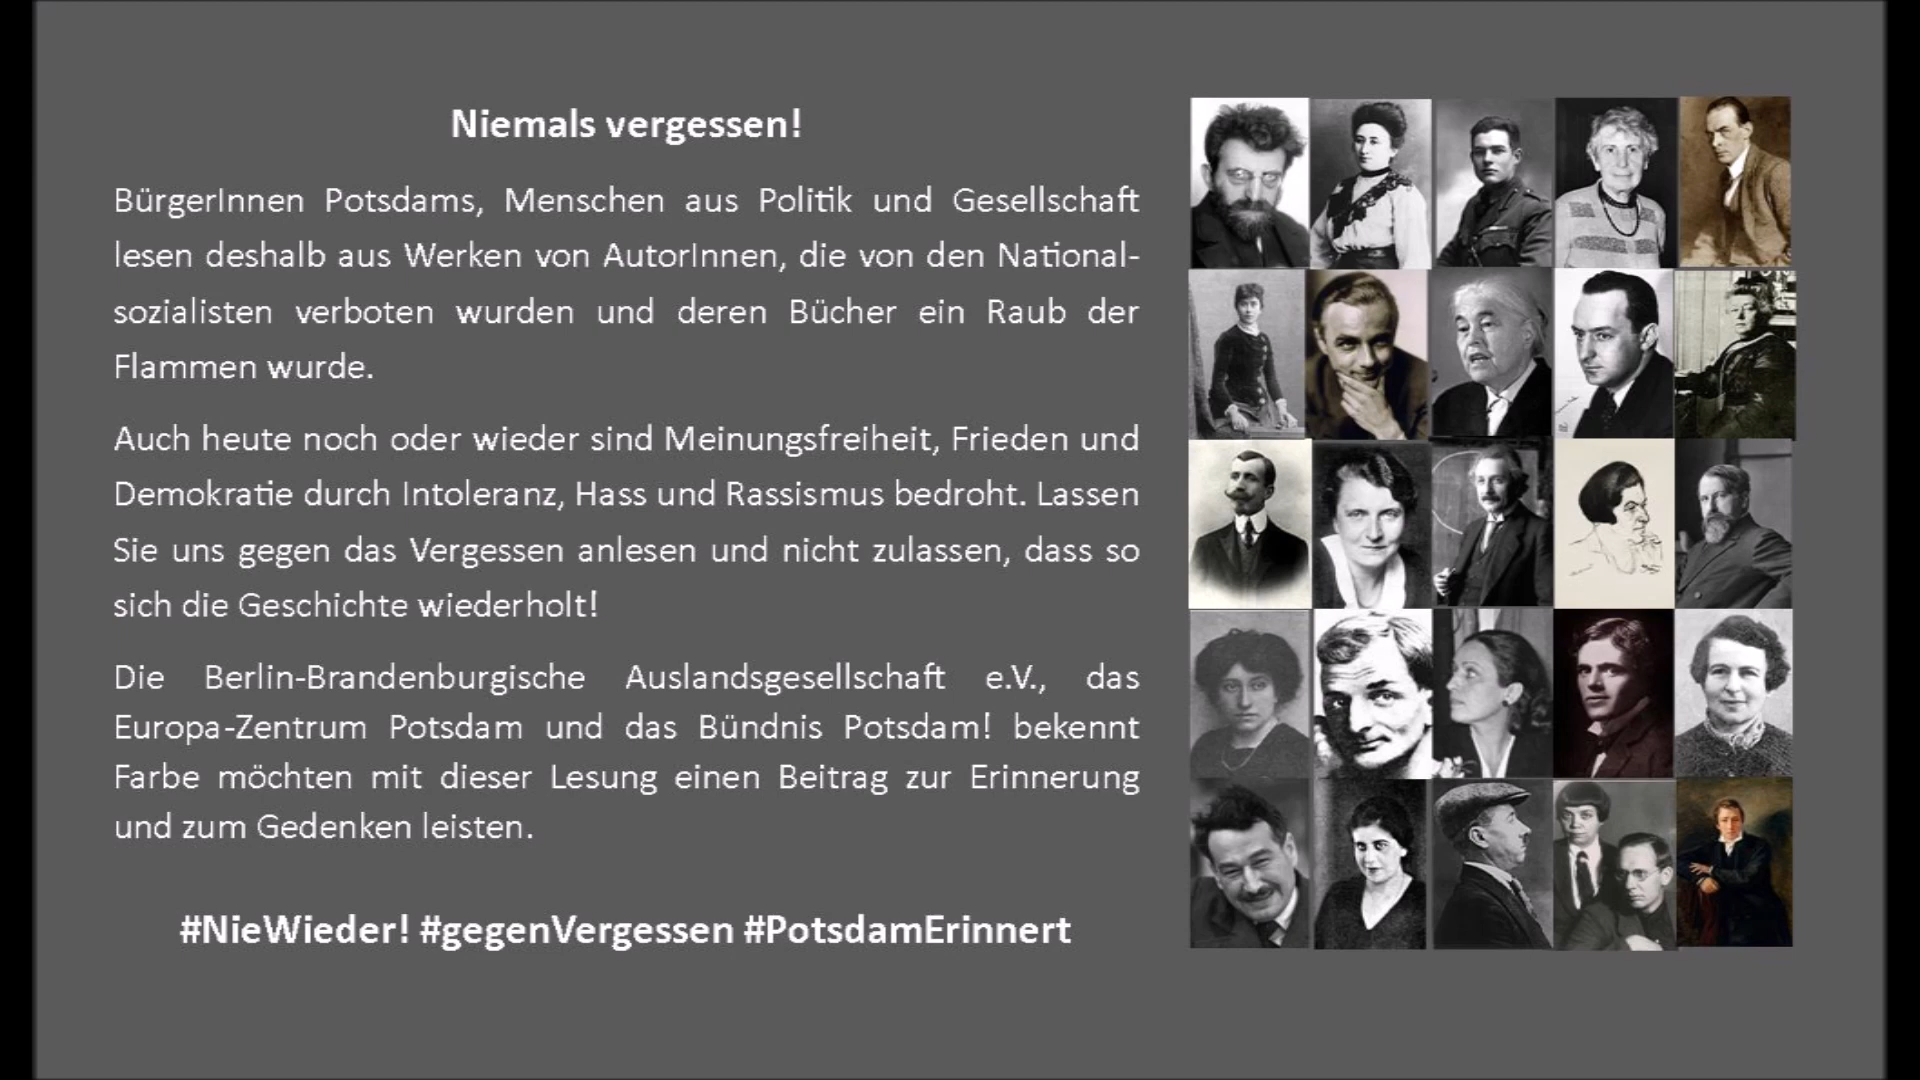 Niemals vergessen!
BürgerInnen Potsdams, Menschen aus Politik und Gesellschaft
lesen deshalb aus Werken von AutorInnen, die von den National-
sozialisten verboten wurden und deren Bücher ein Raub der
Flammen wurde.
Auch heute noch oder wieder sind Meinungsfreiheit, Frieden und
Demokratie durch Intoleranz, Hass und Rassismus bedroht. Lassen
Sie uns gegen das Vergessen anlesen und nicht zulassen, dass so
sich die Geschichte wiederholt!
Die Berlin-Brandenburgische Auslandsgesellschaft e.V., das
Europa-Zentrum Potsdam und das Bündnis Potsdam! bekennt
Farbe möchten mit dieser Lesung einen Beitrag zur Erinnerung
und zum Gedenken leisten.
#NieWieder! #gegenVergessen #PotsdamErinnert